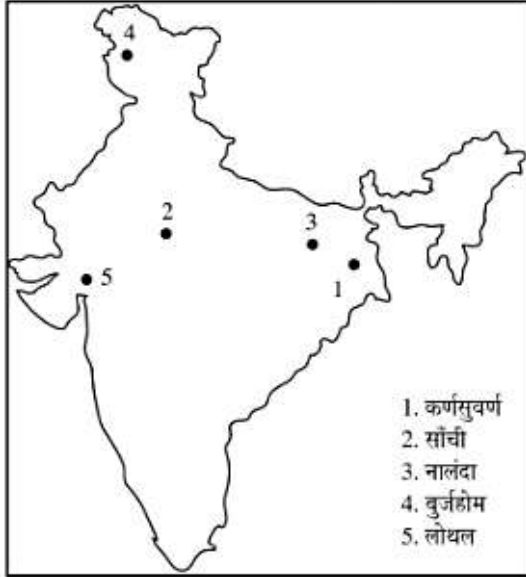 4
2
3
1
5
1. कर्णसुवर्ण
2. साँची
3. नालंदा
4. वुर्जहोम
5. लोथल